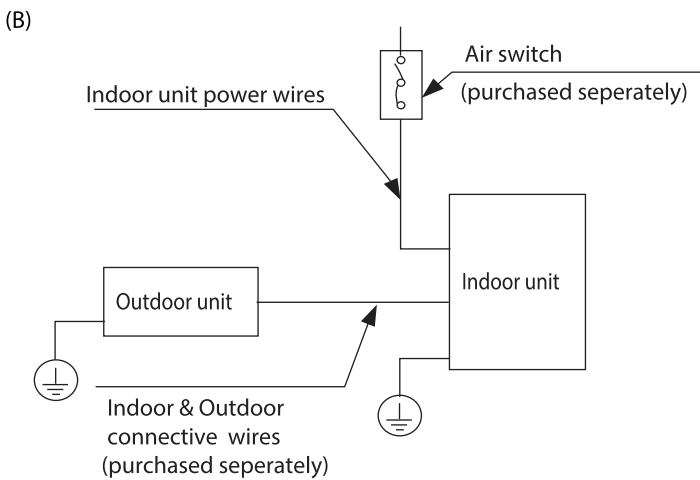 (B)
Air switch
(purchased seperately)
Indoor unit power wires
Indoor unit
Outdoor unit
Indoor & Outdoor
connective wires
(purchased seperately)